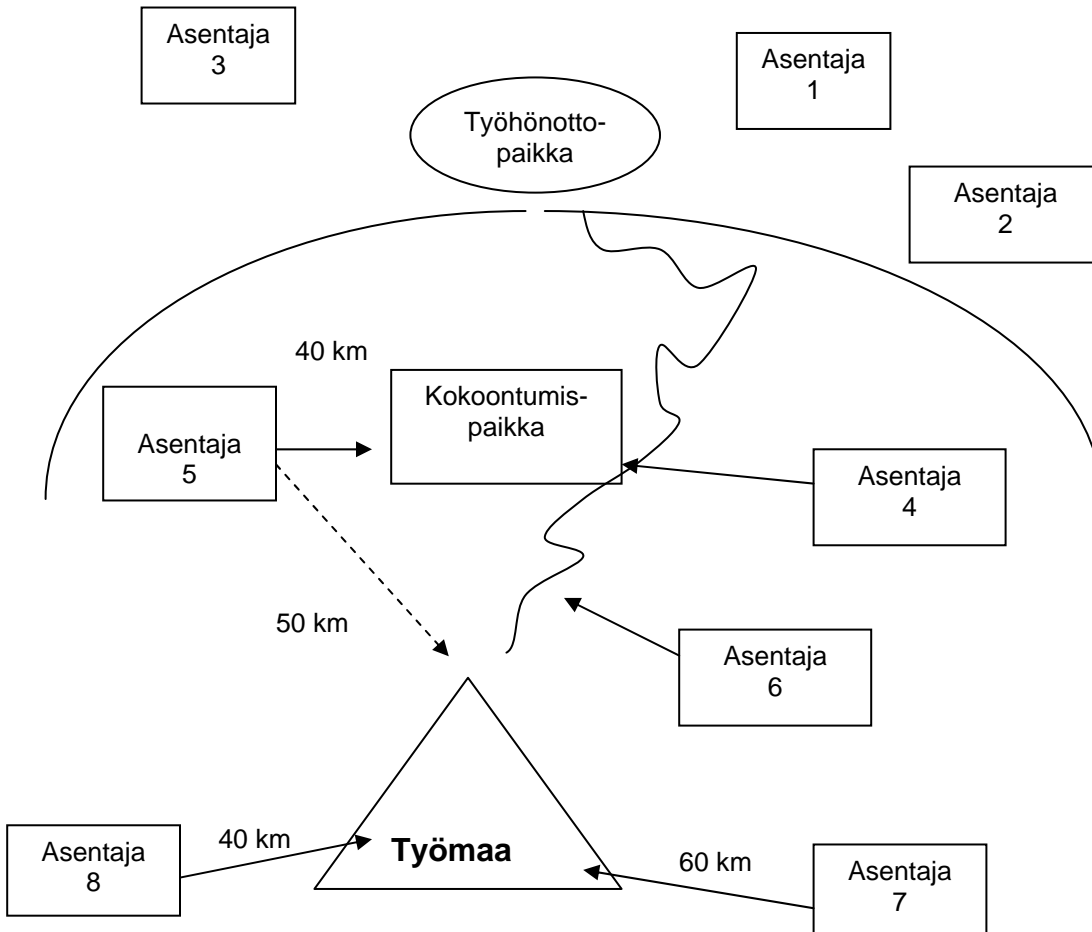 Asentaja
3
Asentaja
1
Työhönotto-
paikka
Asentaja
2
40 km
Kokoontumis-
paikka
Asentaja
5
Asentaja
4
50 km
Asentaja
6
Asentaja
8
40 km
Työmaa
60 km
Asentaja
7